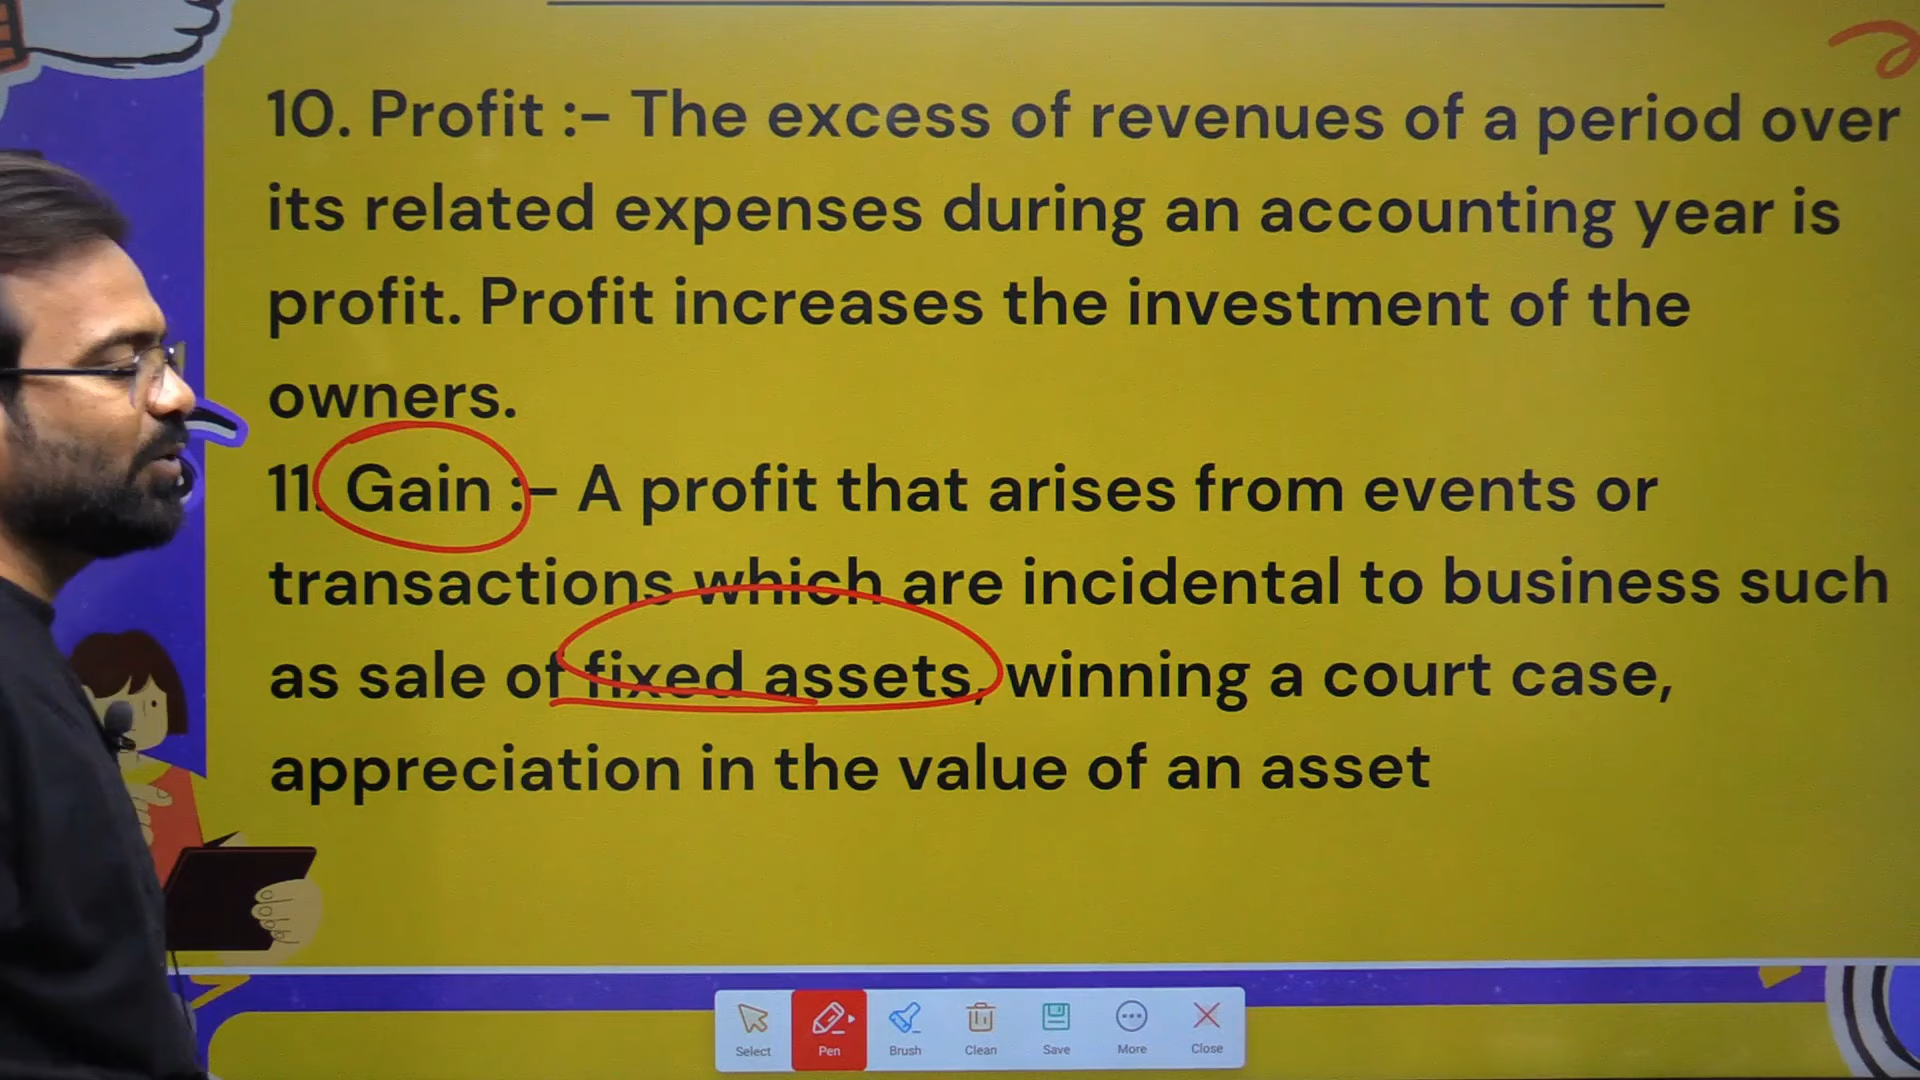 10. Profit :- The excess of revenues of a period over
its related expenses during an accounting year is
profit. Profit increases the investment of the
owners.
11. Gain :- A profit that arises from events or
transactions which are incidental to business such
as sale of fixed assets, winning a court case,
appreciation in the value of an asset
Select Pen Brush Clean Save More Close